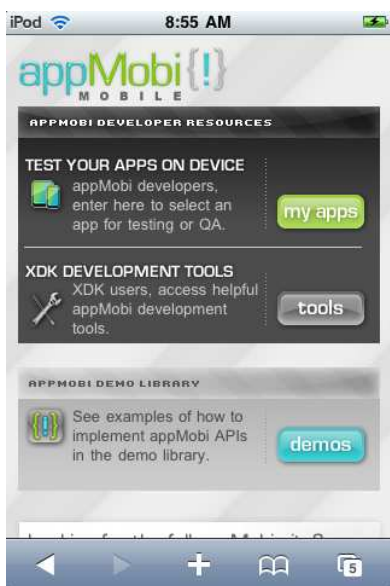 iPod 8:55 AM
appMobi{!}
MOBILE
APPMOBI DEVELOPER RESOURCES
TEST YOUR APPS ON DEVICE
appMobi developers,
enter here to select an
app for testing or QA.
my apps
XDK DEVELOPMENT TOOLS
XDK users, access helpful
appMobi development
tools.
tools
APPMOBI DEMO LIBRARY
{!}
See examples of how to
implement appMobi APIs
in the demo library.
demos
5